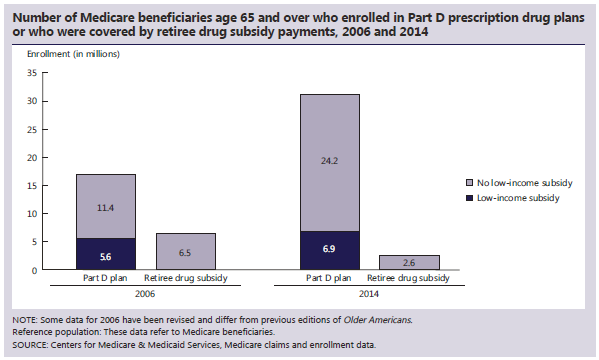 Number of Medicare beneficiaries age 65 and over who enrolled in Part D prescription drug plans
or who were covered by retiree drug subsidy payments, 2006 and 2014
Enrollment (in millions)
35
30
25
20
15
10
5
0
11.4
5.6
6.5
24.2
6.9
2.6
No low-income subsidy
Low-income subsidy
Part D plan Retiree drug subsidy Part D plan Retiree drug subsidy
2006 2014
NOTE: Some data for 2006 have been revised and differ from previous editions of Older Americans.
Reference population: These data refer to Medicare beneficiaries.
SOURCE: Centers for Medicare & Medicaid Services, Medicare claims and enrollment data.